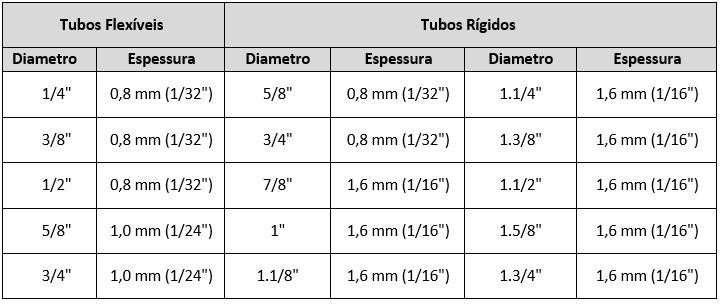 Tubos Flexíveis Tubos Rígidos
Diametro Espessura Diametro Espessura Diametro Espessura
1/4" 0,8 mm (1/32") 5/8" 0,8 mm (1/32") 1.1/4" 1,6 mm (1/16")
3/8" 0,8 mm (1/32") 3/4" 0,8 mm (1/32") 1.3/8" 1,6 mm (1/16")
1/2" 0,8 mm (1/32") 7/8" 1,6 mm (1/16") 1.1/2" 1,6 mm (1/16")
5/8" 1,0 mm (1/24") 1" 1,6 mm (1/16") 1.5/8" 1,6 mm (1/16")
3/4" 1,0 mm (1/24") 1.1/8" 1,6 mm (1/16") 1.3/4" 1,6 mm (1/16")